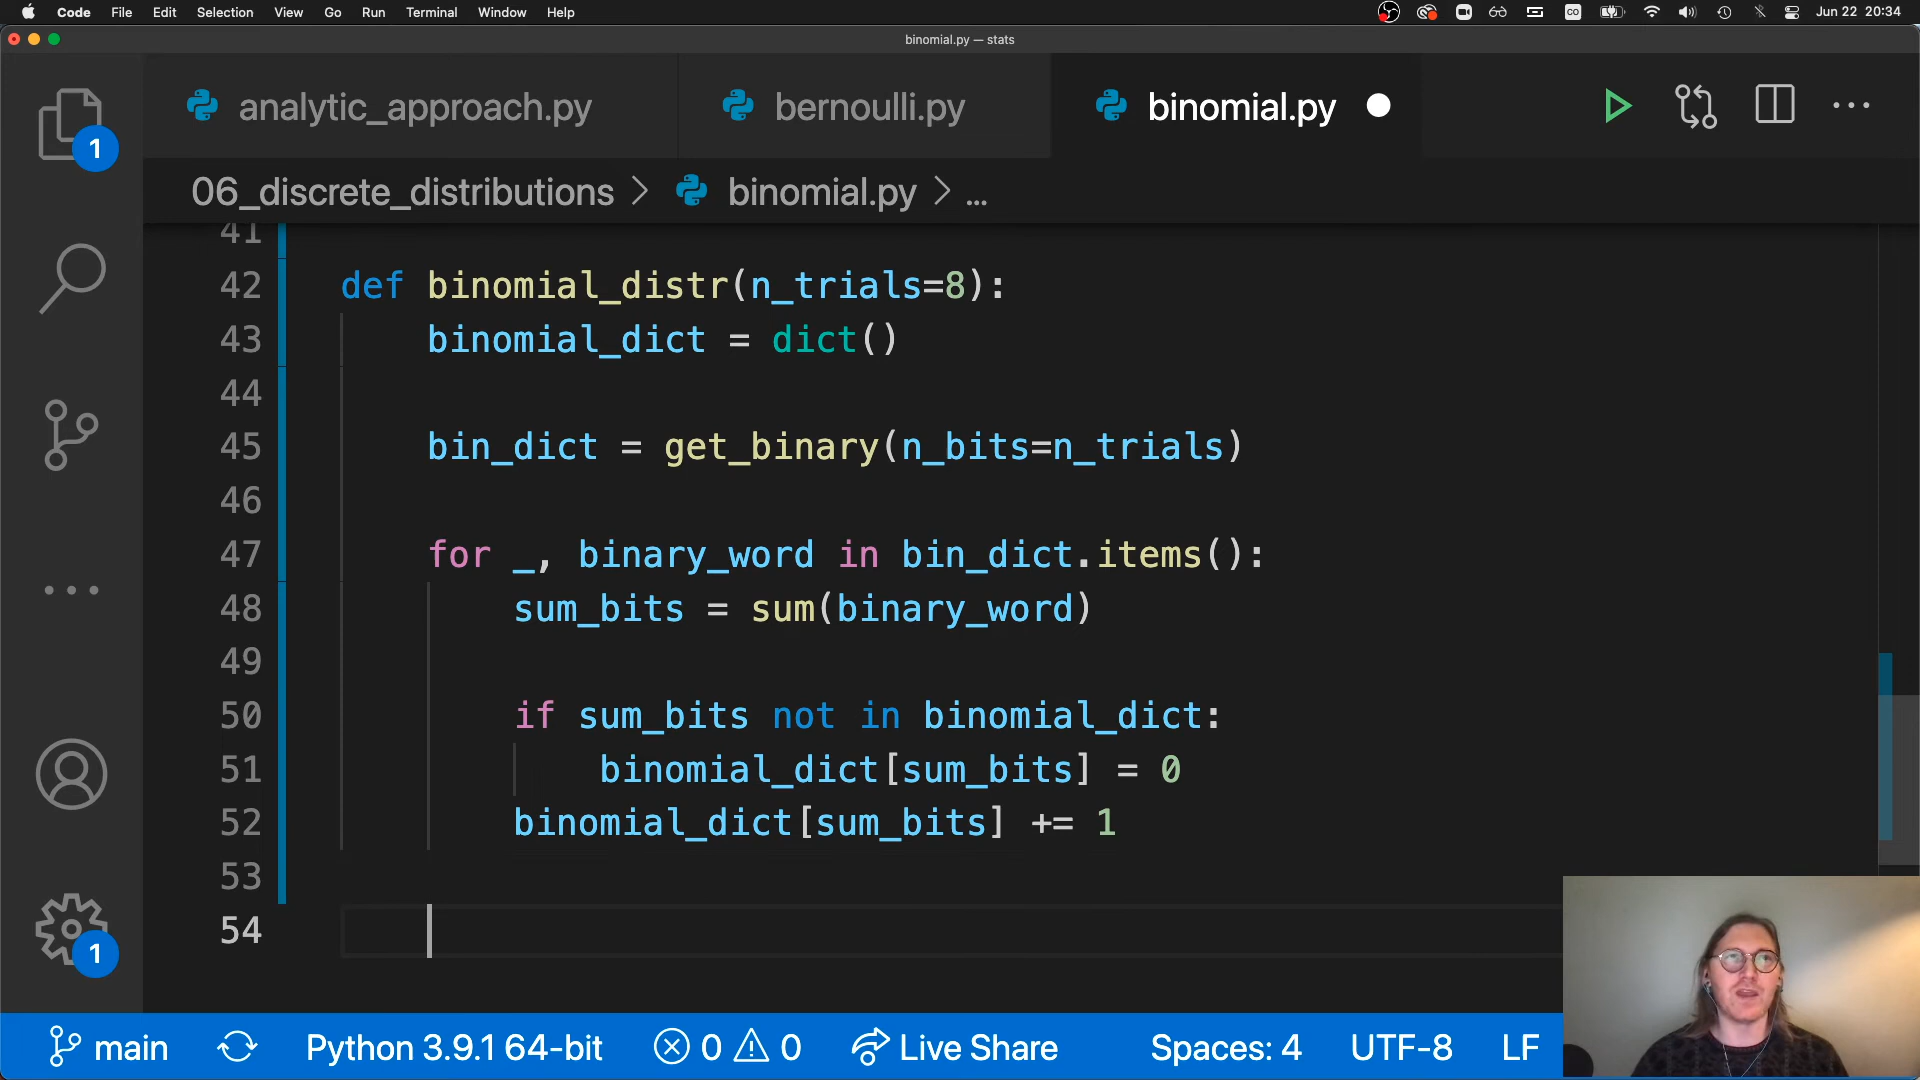 Code File Edit Selection View Go Run Terminal Window Help Jun 22 20:34
binomial.py — stats
analytic_approach.py bernoulli.py binomial.py
06_discrete_distributions > binomial.py > ...
41
42 def binomial_distr(n_trials=8):
43 binomial_dict = dict()
44
45 bin_dict = get_binary(n_bits=n_trials)
46
47 for _, binary_word in bin_dict.items():
48 sum_bits = sum(binary_word)
49
50 if sum_bits not in binomial_dict:
51 binomial_dict[sum_bits] = 0
52 binomial_dict[sum_bits] += 1
53
54
1
1
main Python 3.9.1 64-bit 0 0 Live Share Spaces: 4 UTF-8 LF